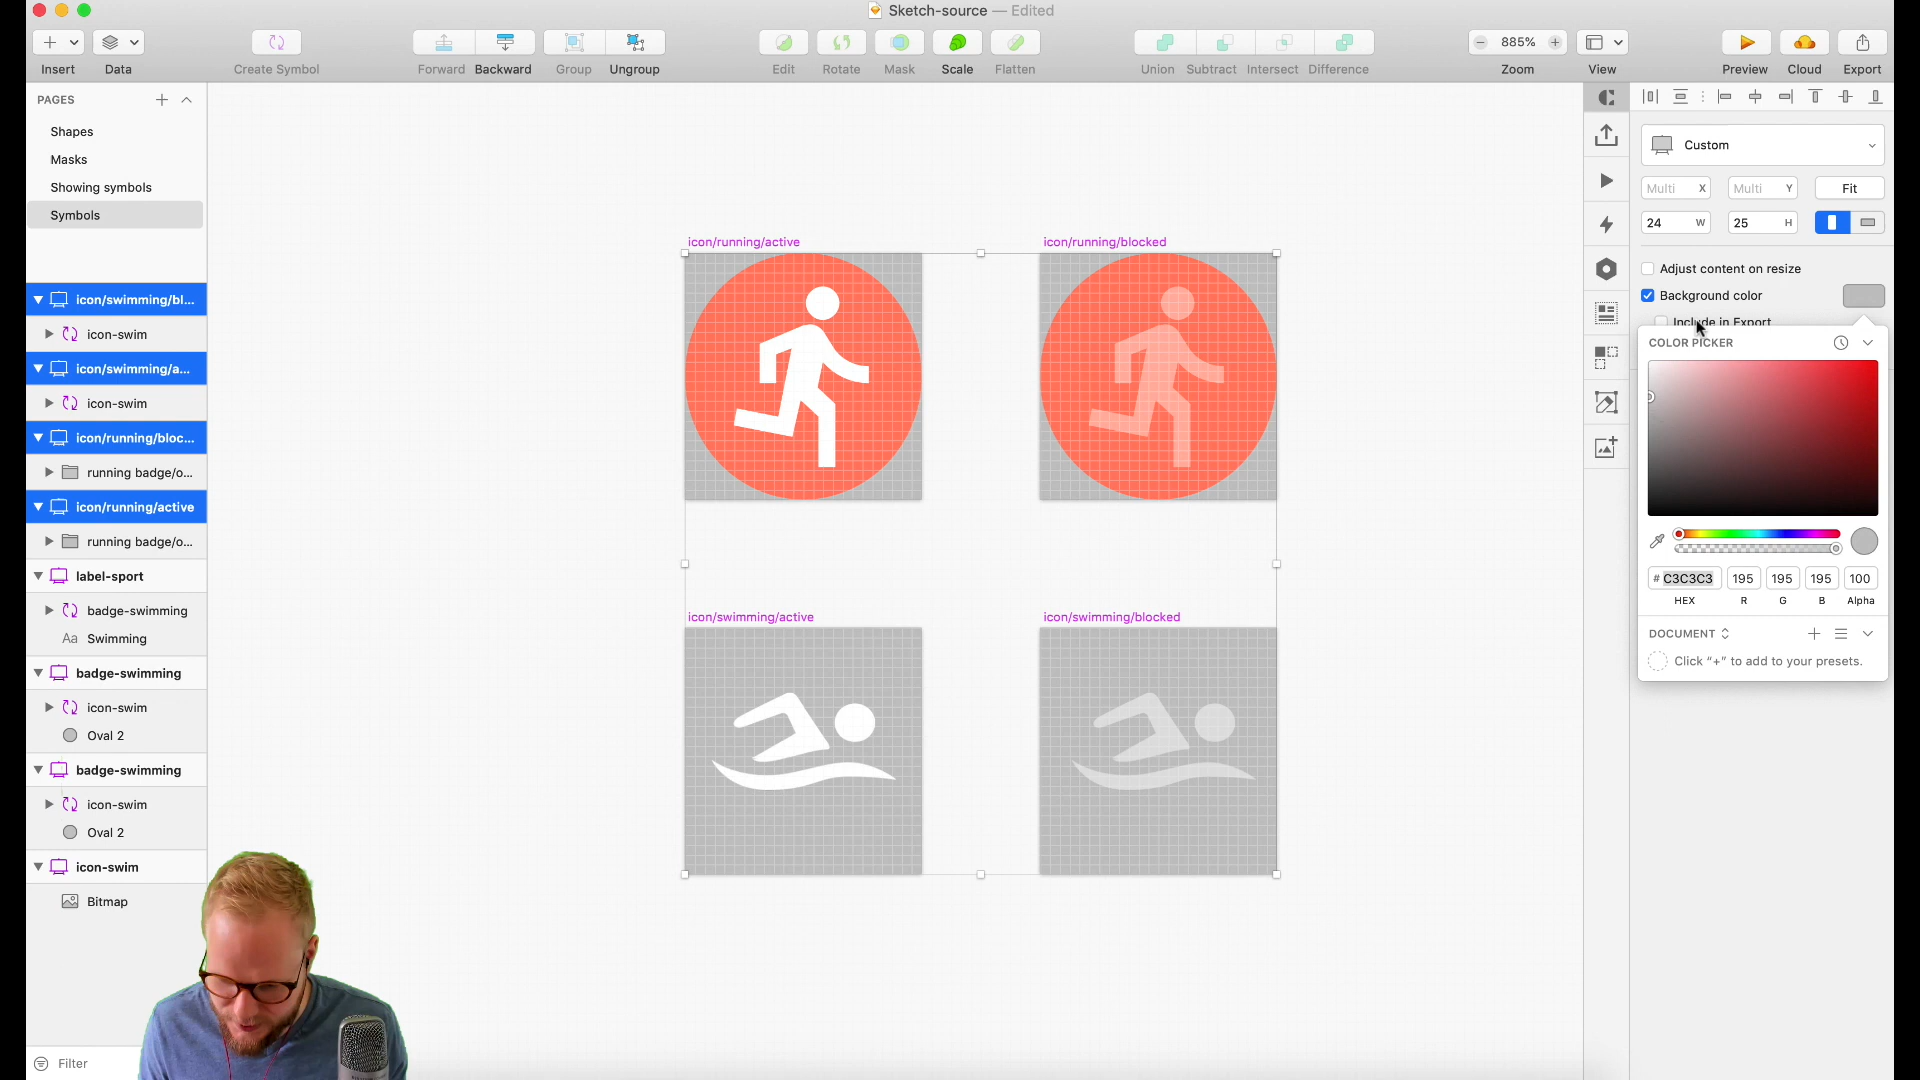 Sketch-source — Edited
Insert
Data
Create Symbol
Forward
Backward
Group
Ungroup
Edit
Rotate
Mask
Scale
Flatten
Union
Subtract
Intersect
Difference
885%
Zoom
View
Preview
Cloud
Export
PAGES
Shapes
Masks
Showing symbols
Symbols
icon/swimming/bl...
icon-swim
icon/swimming/a...
icon-swim
icon/running/bloc...
running badge/o...
icon/running/active
running badge/o...
label-sport
badge-swimming
Aa Swimming
badge-swimming
icon-swim
Oval 2
badge-swimming
icon-swim
Oval 2
icon-swim
Bitmap
Filter
icon/running/active
icon/running/blocked
icon/swimming/active
icon/swimming/blocked
Custom
Multi X
Multi Y
Fit
24 W
25 H
Adjust content on resize
Background color
Include in Export
COLOR PICKER
# C3C3C3 195 195 195 100
HEX R G B Alpha
DOCUMENT
Click “+” to add to your presets.